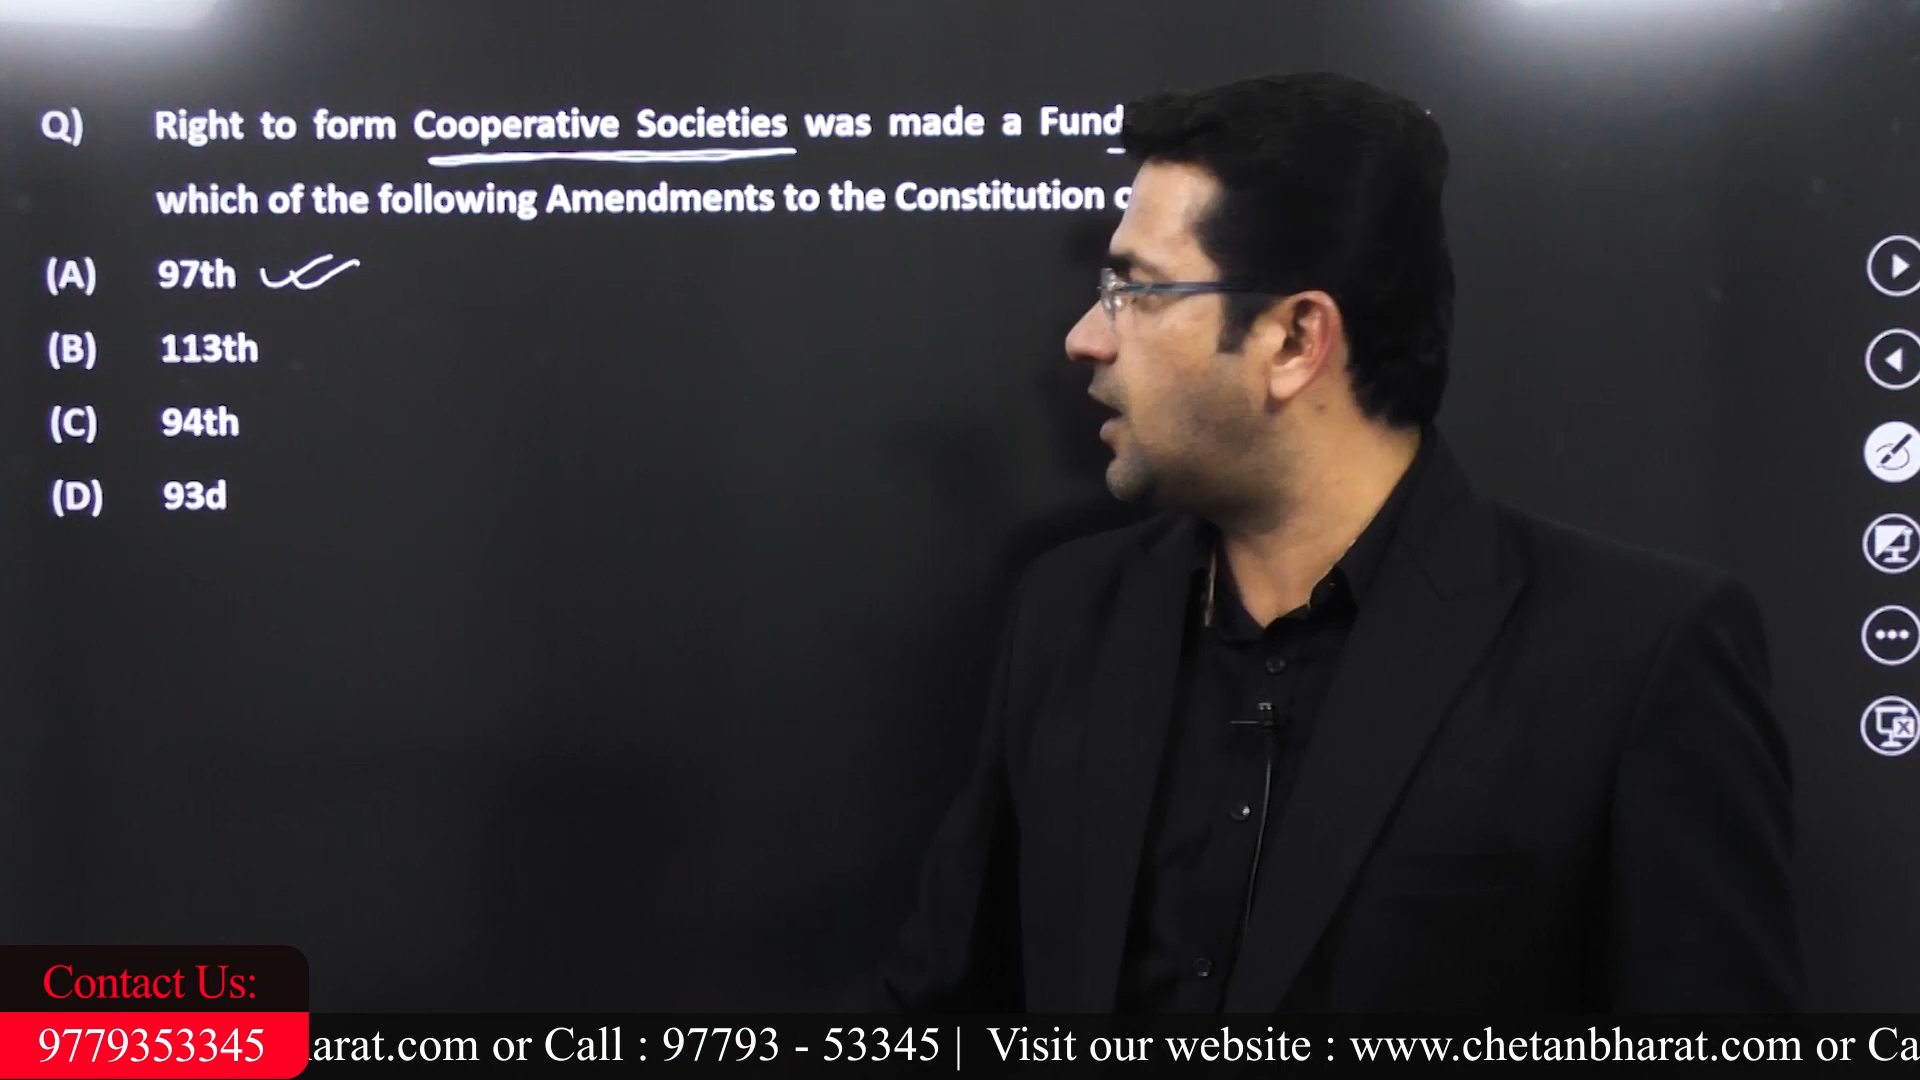 Q) Right to form Cooperative Societies was made a Fund
which of the following Amendments to the Constitution
(A) 97th
(B) 113th
(C) 94th
(D) 93d
Contact Us:
9779353345
arat.com or Call : 97793 - 53345 | Visit our website : www.chetanbharat.com or Ca